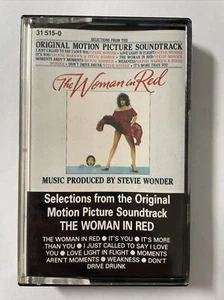 31 515-0
SELECTIONS FROM THE
ORIGINAL MOTION PICTURE SOUNDTRACK
The Woman in Red
MUSIC PRODUCED BY STEVIE WONDER
Selections from the Original
Motion Picture Soundtrack
THE WOMAN IN RED
THE WOMAN IN RED ● IT'S YOU ● IT'S
MORE THAN YOU ● I JUST CALLED TO SAY I LOVE
YOU ● LOVE LIGHT IN FLIGHT ● MOMENTS
AREN'T MOMENTS ● WEAKNESS ● DON'T
DRIVE DRUNK